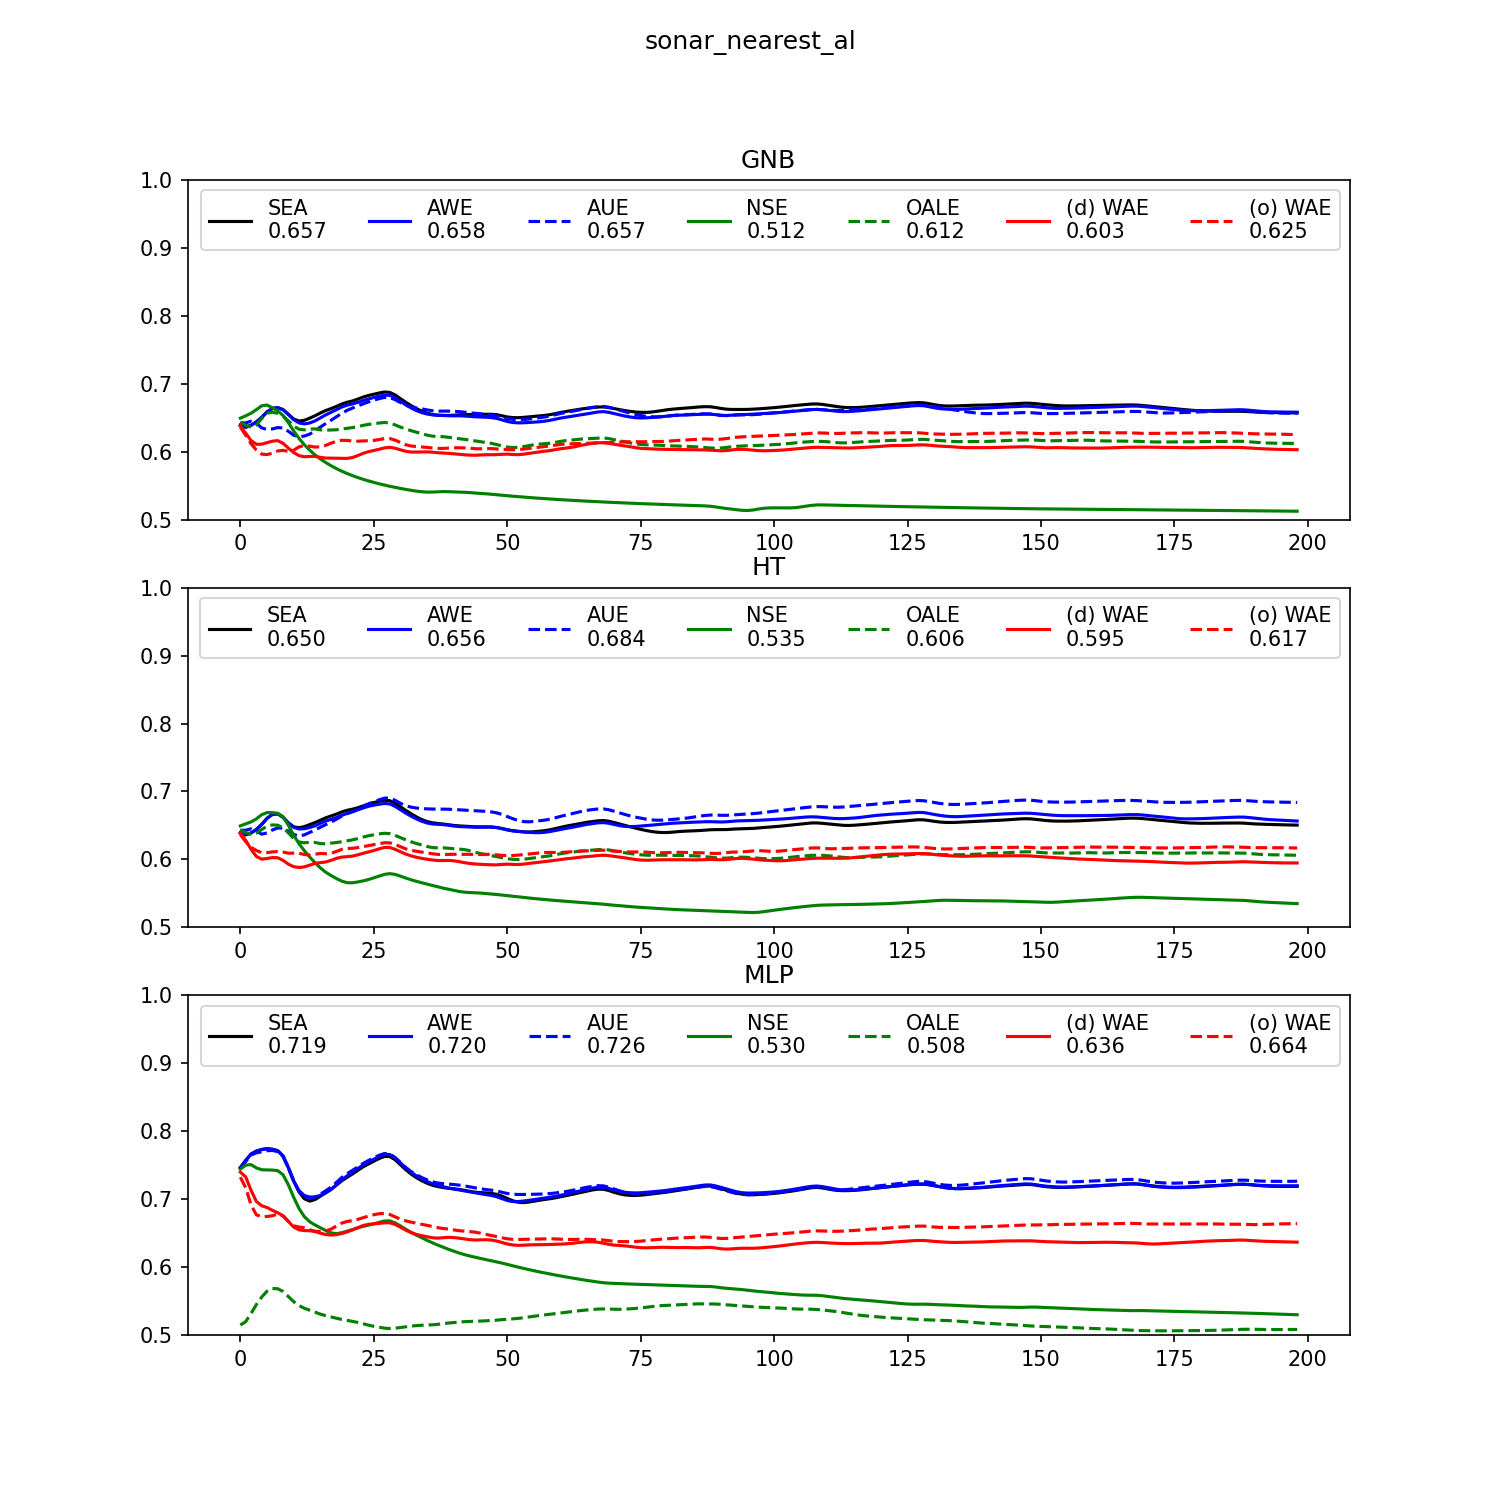 sonar_nearest_al
GNB
1.0
0.9
0.8
0.7
0.6
0.5
SEA AWE AUE NSE OALE (d) WAE (o) WAE
0.657 0.658 0.657 0.512 0.612 0.603 0.625
0 25 50 75 100 125 150 175 200
HT
1.0
0.9
0.8
0.7
0.6
0.5
SEA AWE AUE NSE OALE (d) WAE (o) WAE
0.650 0.656 0.684 0.535 0.606 0.595 0.617
0 25 50 75 100 125 150 175 200
MLP
1.0
0.9
0.8
0.7
0.6
0.5
SEA AWE AUE NSE OALE (d) WAE (o) WAE
0.719 0.720 0.726 0.530 0.508 0.636 0.664
0 25 50 75 100 125 150 175 200